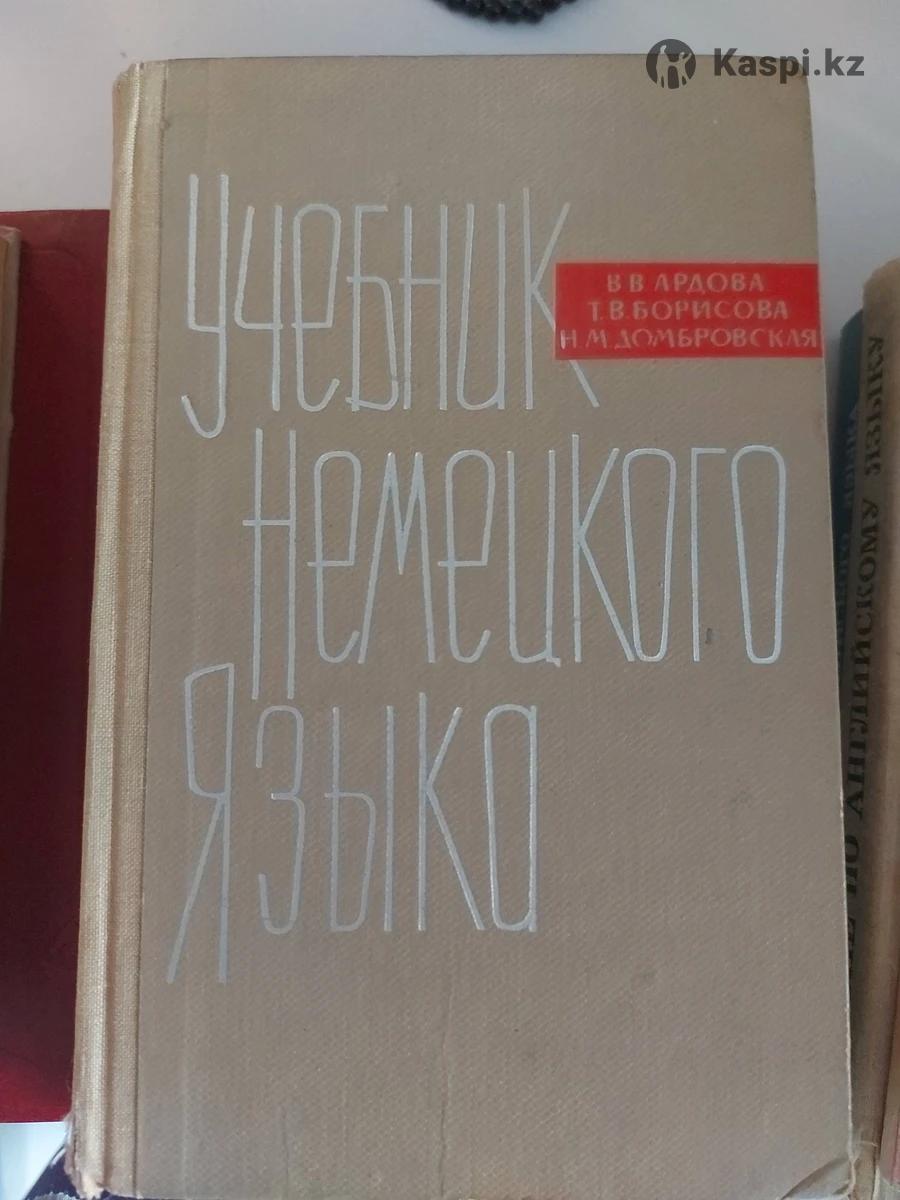 Kaspi.kz
учебник
В В АРДОВА
Т. В. БОРИСОВА
Н. М. ДОМБРОВСКАЯ
немецкого
языка
ПО АНГЛИЙСКОМУ ЯЗЫКУ